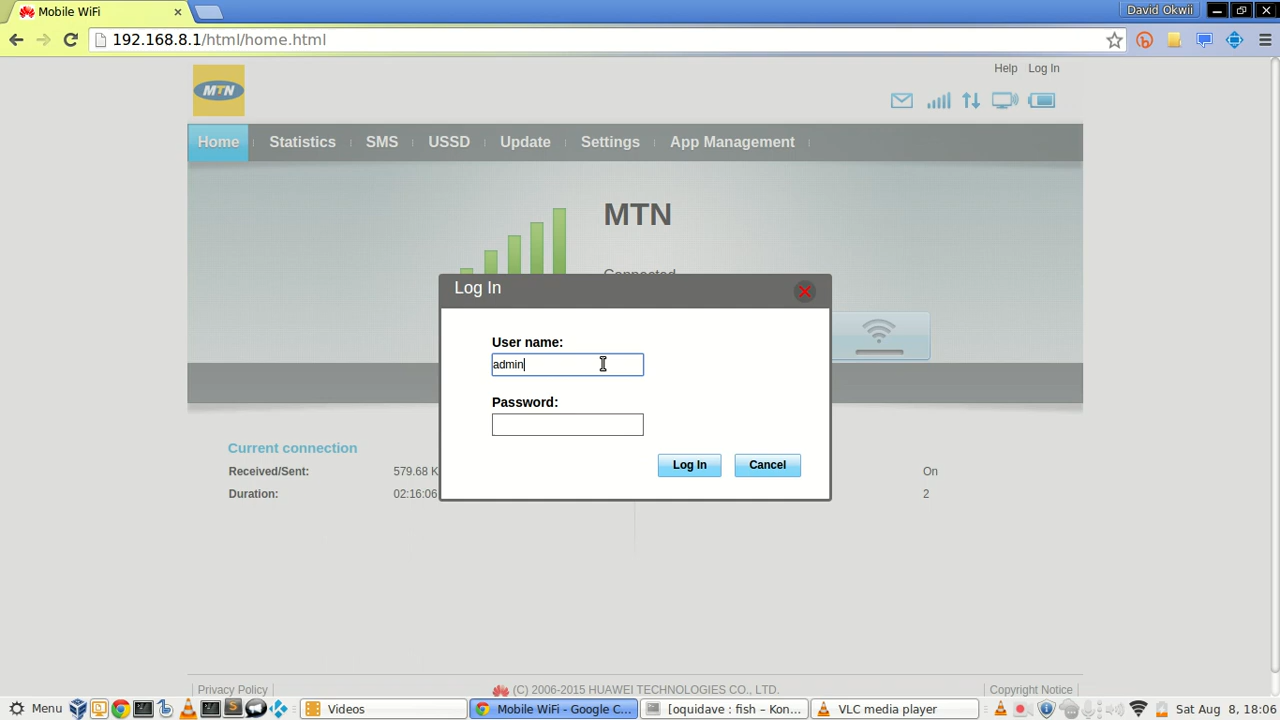 Mobile WiFi
David Okwii
192.168.8.1/html/home.html
MTN
Help Log In
Home Statistics SMS USSD Update Settings App Management
MTN
Connected
Log In
User name:
admin
Password:
Log In Cancel
Current connection
Received/Sent: 579.68 K
On
Duration: 02:16:06
2
Privacy Policy (C) 2006-2015 HUAWEI TECHNOLOGIES CO., LTD. Copyright Notice
Menu Videos Mobile WiFi - Google C... [oquidave : fish – Kon... VLC media player Sat Aug 8, 18:06